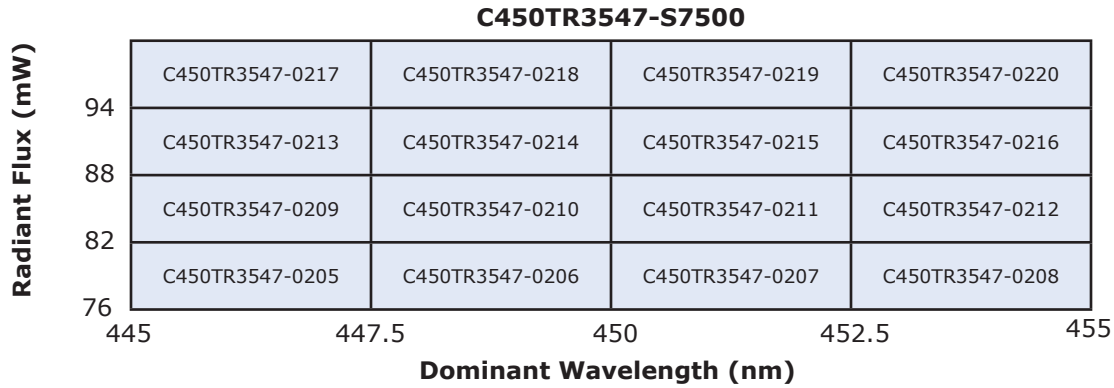 C450TR3547-S7500
Radiant Flux (mW)
C450TR3547-0217 C450TR3547-0218 C450TR3547-0219 C450TR3547-0220
94
C450TR3547-0213 C450TR3547-0214 C450TR3547-0215 C450TR3547-0216
88
C450TR3547-0209 C450TR3547-0210 C450TR3547-0211 C450TR3547-0212
82
C450TR3547-0205 C450TR3547-0206 C450TR3547-0207 C450TR3547-0208
76
445 447.5 450 452.5 455
Dominant Wavelength (nm)